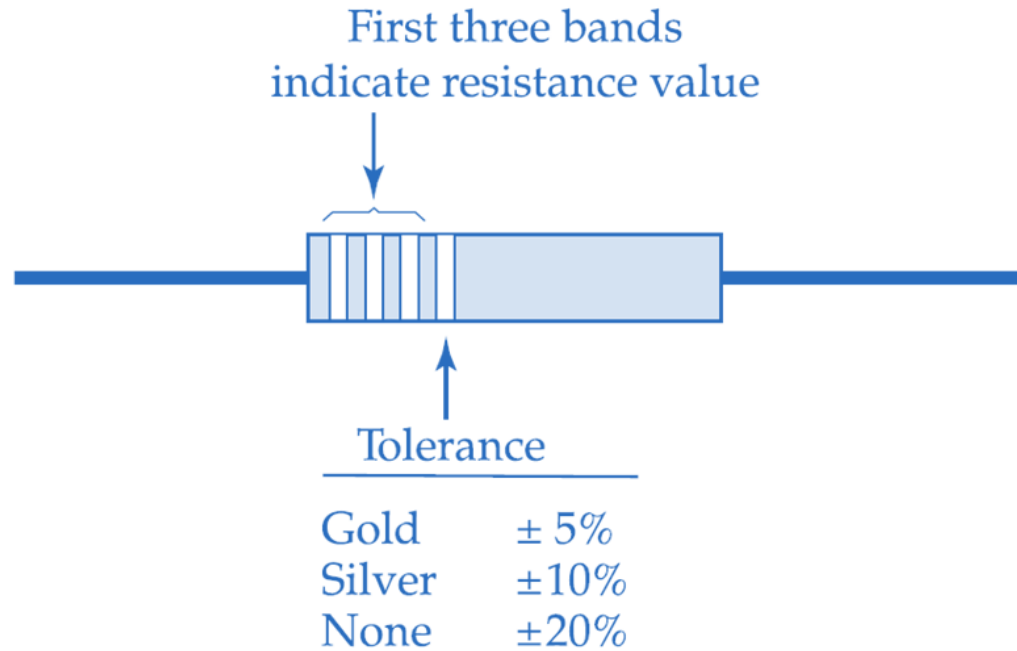 First three bands
indicate resistance value
Tolerance
Gold ± 5%
Silver ±10%
None ±20%